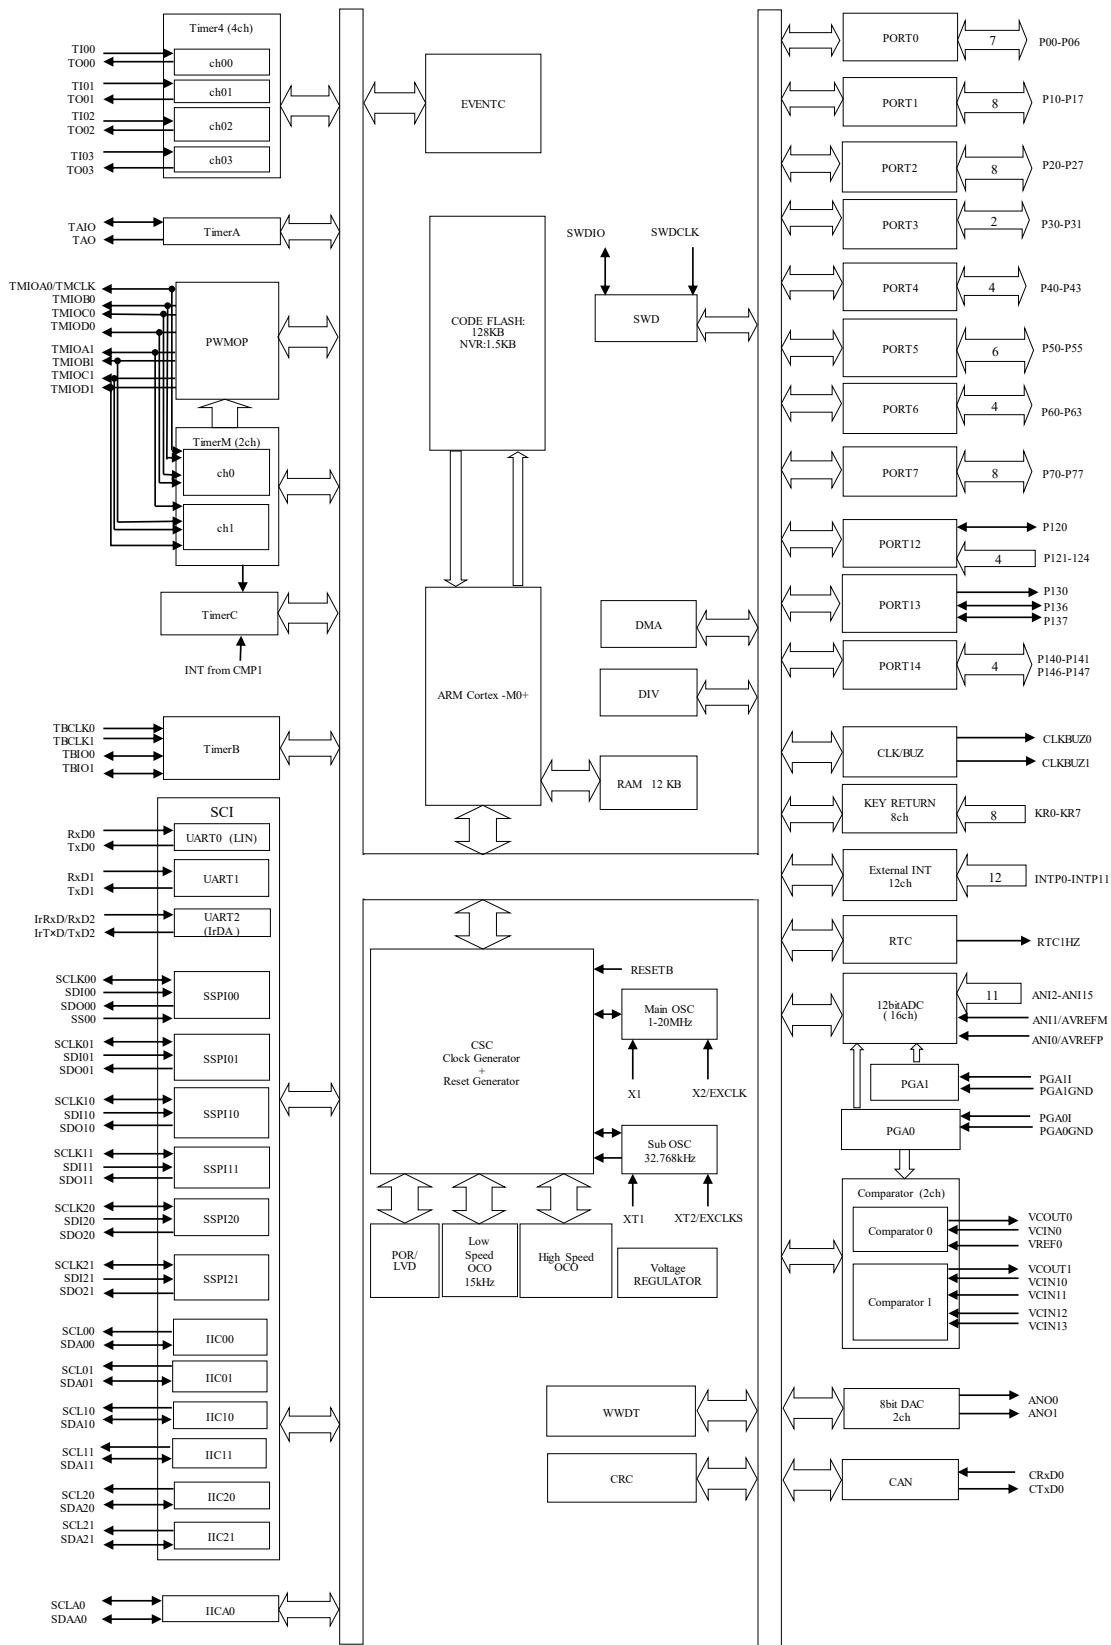 Timer4 (4ch)
TI00
TO00
ch00
TI01
TO01
ch01
TI02
TO02
ch02
TI03
TO03
ch03
TAIO
TAO
TimerA
TMIOA0/TMCLK
TMIOB0
TMIOC0
TMIOD0
TMIOA1
TMIOB1
TMIOC1
TMIOD1
PWMOP
TimerM (2ch)
ch0
ch1
TimerC
INT from CMP1
TBCLK0
TBCLK1
TBIO0
TBIO1
TimerB
SCI
RxD0
TxD0
UART0 (LIN)
RxD1
TxD1
UART1
IrRxD/RxD2
IrT×D/TxD2
UART2
(IrDA )
SCLK00
SDI00
SDO00
SS00
SSPI00
SCLK01
SDI01
SDO01
SSPI01
SCLK10
SDI10
SDO10
SSPI10
SCLK11
SDI11
SDO11
SSPI11
SCLK20
SDI20
SDO20
SSPI20
SCLK21
SDI21
SDO21
SSPI21
SCL00
SDA00
IIC00
SCL01
SDA01
IIC01
SCL10
SDA10
IIC10
SCL11
SDA11
IIC11
SCL20
SDA20
IIC20
SCL21
SDA21
IIC21
SCLA0
SDAA0
IICA0
EVENTC
CODE FLASH:
128KB
NVR:1.5KB
SWDIO
SWDCLK
SWD
ARM Cortex -M0+
DMA
DIV
RAM 12 KB
CSC
Clock Generator
+
Reset Generator
RESETB
Main OSC
1-20MHz
X1
X2/EXCLK
Sub OSC
32.768kHz
XT1
XT2/EXCLKS
POR/
LVD
Low
Speed
OCO
15kHz
High Speed
OCO
Voltage
REGULATOR
WWDT
CRC
PORT0
7
P00-P06
PORT1
8
P10-P17
PORT2
8
P20-P27
PORT3
2
P30-P31
PORT4
4
P40-P43
PORT5
6
P50-P55
PORT6
4
P60-P63
PORT7
8
P70-P77
PORT12
P120
4
P121-124
PORT13
P130
P136
P137
PORT14
4
P140-P141
P146-P147
CLK/BUZ
CLKBUZ0
CLKBUZ1
KEY RETURN
8ch
8
KR0-KR7
External INT
12ch
12
INTP0-INTP11
RTC
RTC1HZ
12bitADC
( 16ch)
11
ANI2-ANI15
ANI1/AVREFM
ANI0/AVREFP
PGA1
PGA1I
PGA1GND
PGA0
PGA0I
PGA0GND
Comparator (2ch)
Comparator 0
VCOUT0
VCIN0
VREF0
Comparator 1
VCOUT1
VCIN10
VCIN11
VCIN12
VCIN13
8bit DAC
2ch
ANO0
ANO1
CAN
CRxD0
CTxD0